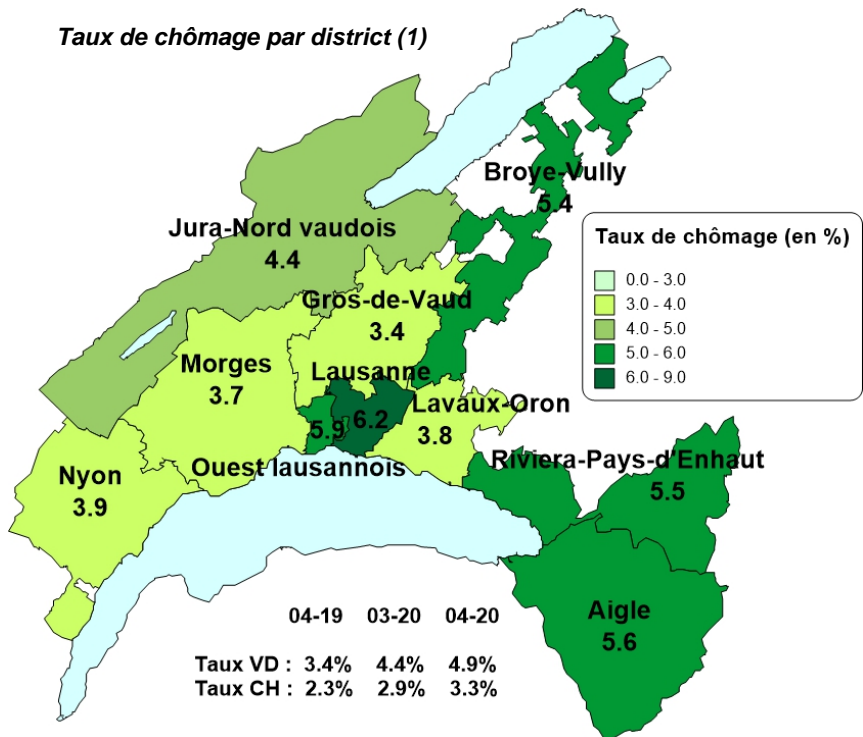 Taux de chômage par district (1)
Broye-Vully
5.4
Jura-Nord vaudois
4.4
Taux de chômage (en %)
0.0 - 3.0
3.0 - 4.0
4.0 - 5.0
5.0 - 6.0
6.0 - 9.0
Gros-de-Vaud
3.4
Morges
3.7
Lausanne
6.2
5.9
Lavaux-Oron
3.8
Ouest lausannois
Riviera-Pays-d'Enhaut
5.5
Nyon
3.9
Aigle
5.6
04-19 03-20 04-20
Taux VD : 3.4% 4.4% 4.9%
Taux CH : 2.3% 2.9% 3.3%